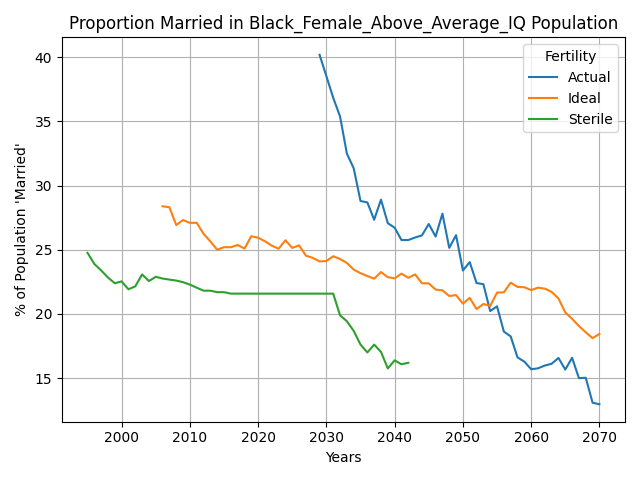 Proportion Married in Black_Female_Above_Average_IQ Population
% of Population 'Married'
40
35
30
25
20
15
Fertility
Actual
Ideal
Sterile
2000 2010 2020 2030 2040 2050 2060 2070
Years